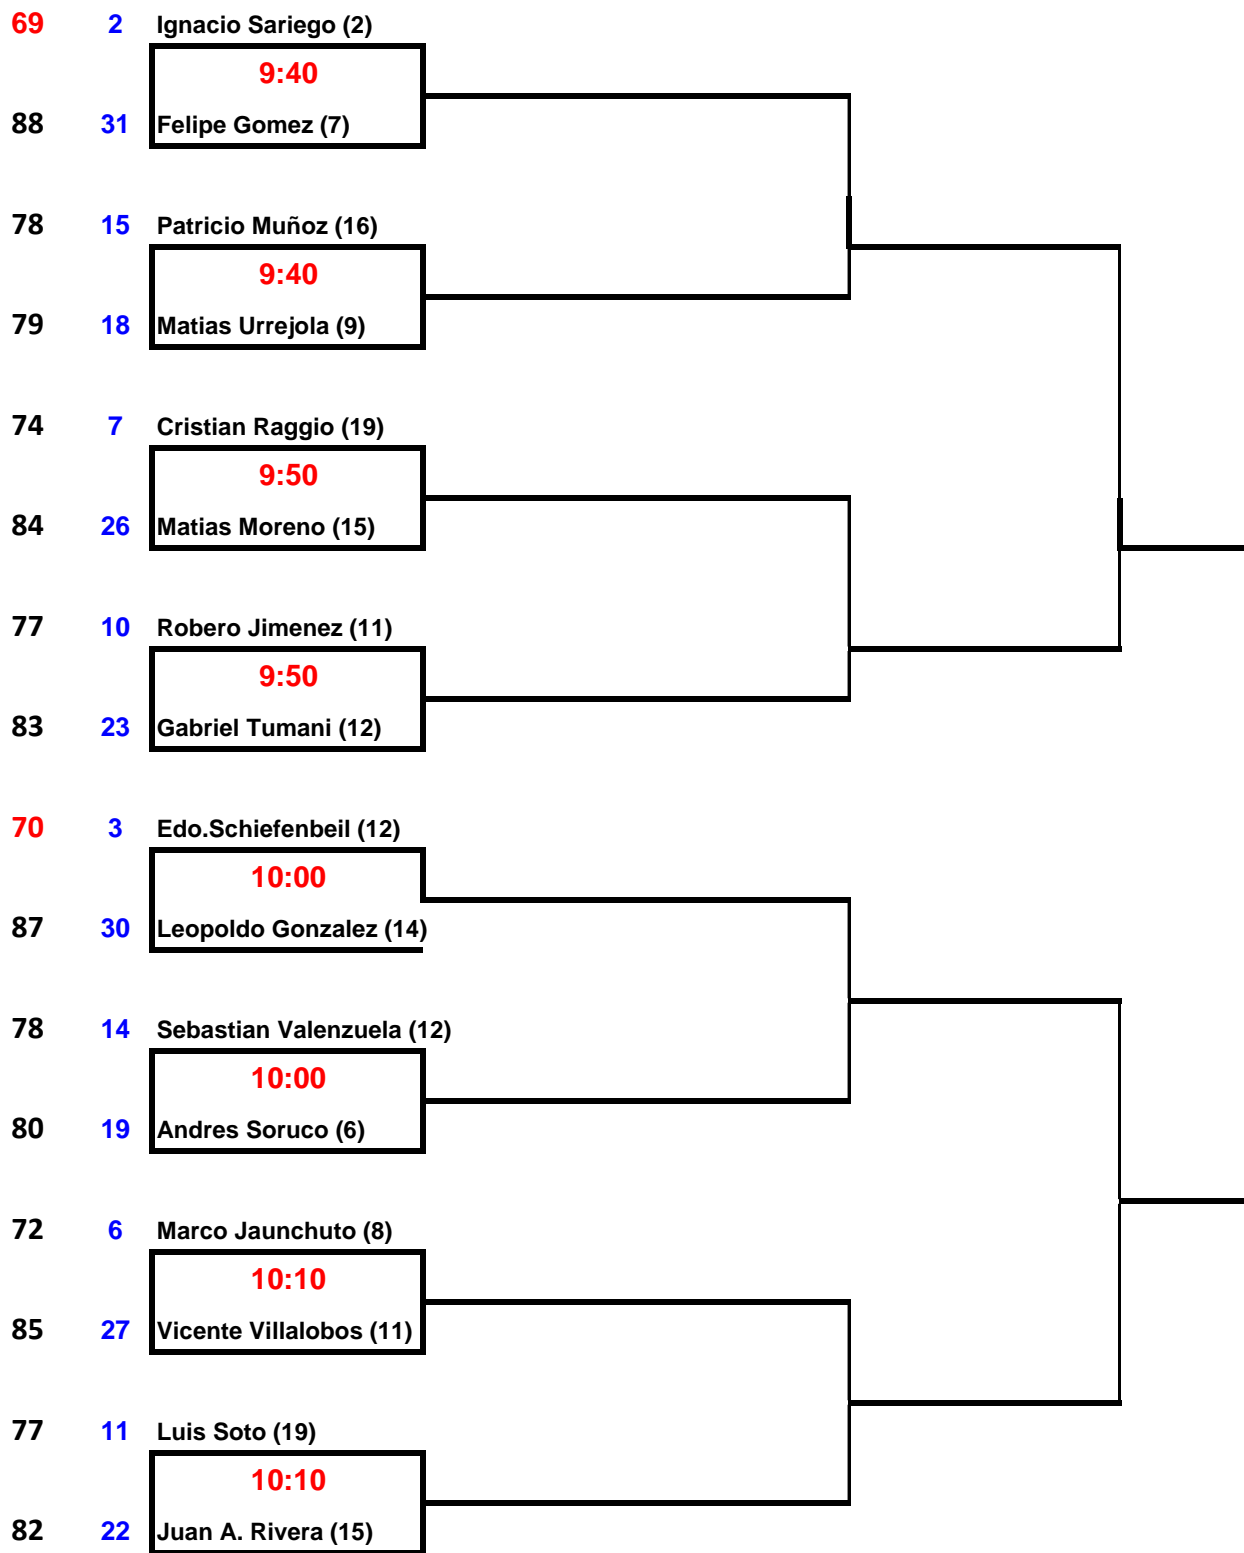 69 2 Ignacio Sariego (2)
9:40
88 31 Felipe Gomez (7)
78 15 Patricio Muñoz (16)
9:40
79 18 Matias Urrejola (9)
74 7 Cristian Raggio (19)
9:50
84 26 Matias Moreno (15)
77 10 Robero Jimenez (11)
9:50
83 23 Gabriel Tumani (12)
70 3 Edo.Schiefenbeil (12)
10:00
87 30 Leopoldo Gonzalez (14)
78 14 Sebastian Valenzuela (12)
10:00
80 19 Andres Soruco (6)
72 6 Marco Jaunchuto (8)
10:10
85 27 Vicente Villalobos (11)
77 11 Luis Soto (19)
10:10
82 22 Juan A. Rivera (15)